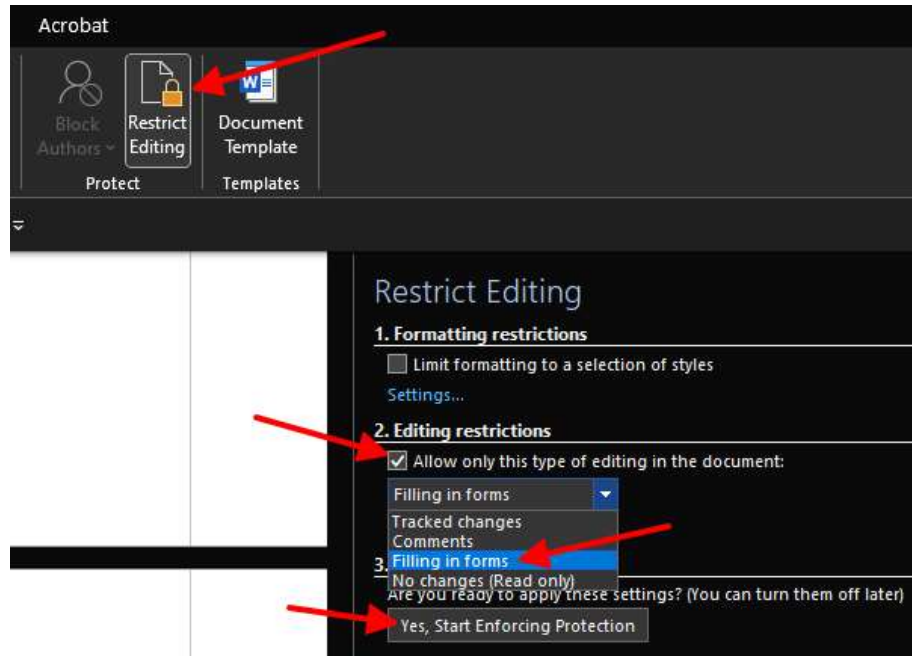 Acrobat
Block
Authors
Restrict
Editing
Document
Template
Protect
Templates
Restrict Editing
1. Formatting restrictions
Limit formatting to a selection of styles
Settings...
2. Editing restrictions
Allow only this type of editing in the document:
Filling in forms
Tracked changes
Comments
Filling in forms
3.
No changes (Read only)
Are you ready to apply these settings? (You can turn them off later)
Yes, Start Enforcing Protection